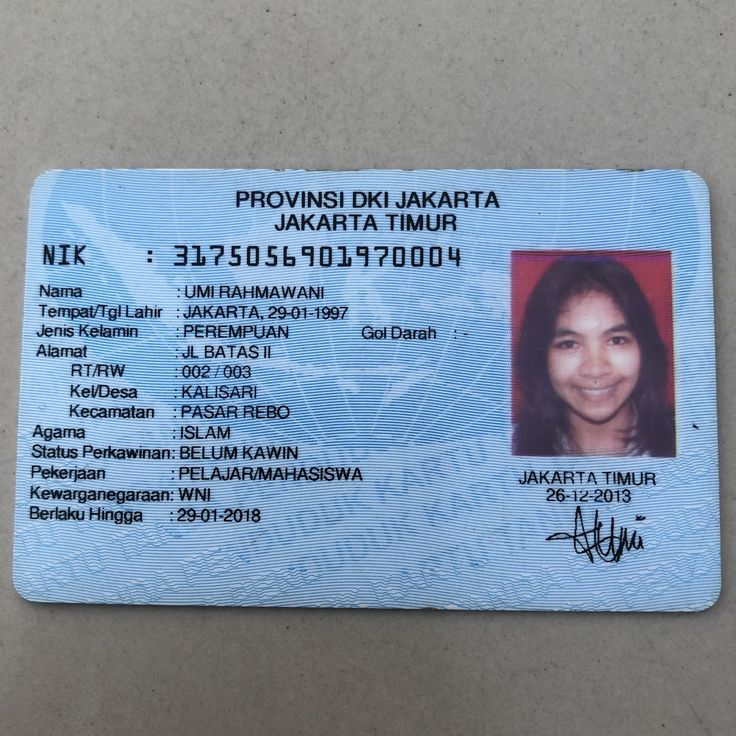 PROVINSI DKI JAKARTA
JAKARTA TIMUR
NIK : 3175056901970004
Nama : UMI RAHMAWANI
Tempat/Tgl Lahir : JAKARTA, 29-01-1997
Jenis Kelamin : PEREMPUAN Gol Darah : -
Alamat : JL BATAS II
RT/RW : 002 / 003
Kel/Desa : KALISARI
Kecamatan : PASAR REBO
Agama : ISLAM
Status Perkawinan: BELUM KAWIN
Pekerjaan : PELAJAR/MAHASISWA
Kewarganegaraan: WNI
Berlaku Hingga : 29-01-2018
JAKARTA TIMUR
26-12-2013